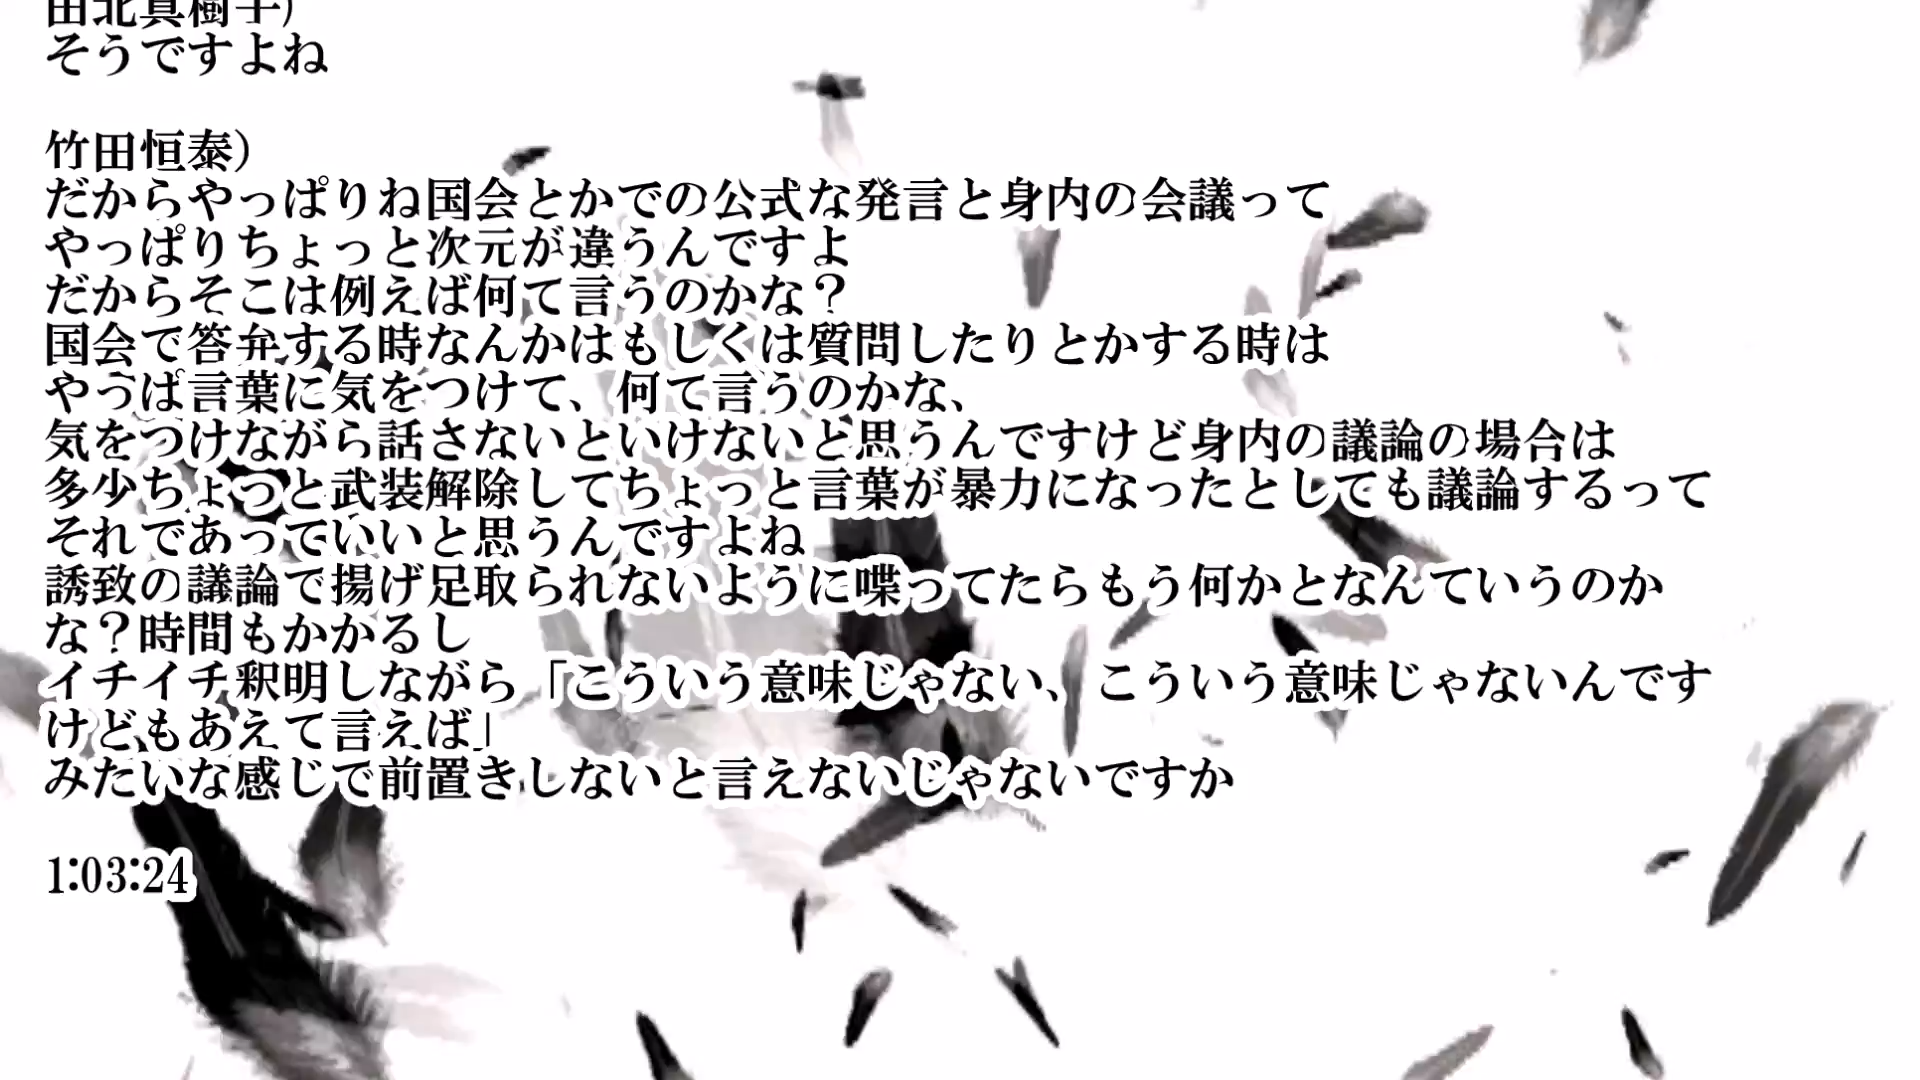 田北真樹子)
そうですよね
竹田恒泰)
だからやっぱりね国会とかでの公式な発言と身内の会議って
やっぱりちょっと次元が違うんですよ
だからそこは例えば何て言うのかな?
国会で答弁する時なんかはもしくは質問したりとかする時は
やっぱ言葉に気をつけて、何て言うのかな、
気をつけながら話さないといけないと思うんですけど身内の議論の場合は
多少ちょっと武装解除してちょっと言葉が暴力になったとしても議論するって
それであっていいと思うんですよね
誘致の議論で揚げ足取られないように喋ってたらもう何かとなんていうのか
な?時間もかかるし
イチイチ釈明しながら「こういう意味じゃない、こういう意味じゃないんです
けどもあえて言えば」
みたいな感じで前置きしないと言えないじゃないですか
1:03:24